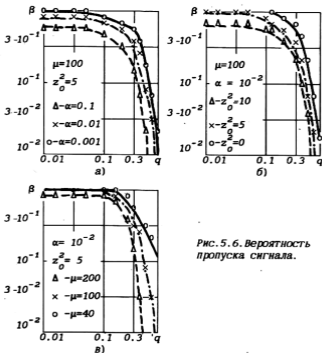 β
3·10⁻¹
μ=100
z₀²=5
10⁻¹
Δ-α=0.1
3·10⁻²
×-α=0.01
o-α=0.001
10⁻²
0.01 0.1 0.3 q
а)
β
3·10⁻¹
μ=100
α = 10⁻²
10⁻¹
Δ-z₀²=10
3·10⁻²
×-z₀²=5
o-z₀²=0
10⁻²
0.01 0.1 0.3 q
б)
β
3·10⁻¹
α= 10⁻²
z₀²= 5
10⁻¹
Δ -μ=200
3·10⁻²
× -μ=100
o -μ=40
10⁻²
0.01 0.1 0.3 q
в)
Рис.5.6.Вероятность
пропуска сигнала.